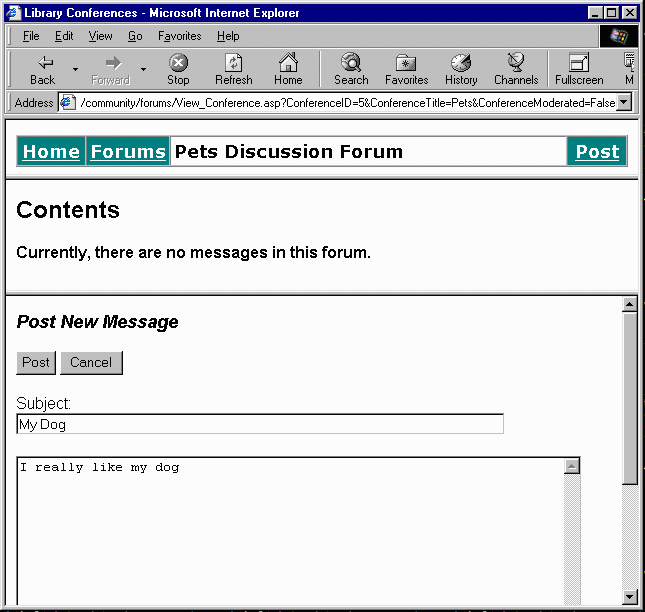 Library Conferences - Microsoft Internet Explorer
File Edit View Go Favorites Help
Back Forward Stop Refresh Home Search Favorites History Channels Fullscreen M
Address /community/forums/View_Conference.asp?ConferenceID=5&ConferenceTitle=Pets&ConferenceModerated=False
Home Forums Pets Discussion Forum Post
Contents
Currently, there are no messages in this forum.
Post New Message
Post Cancel
Subject:
My Dog
I really like my dog